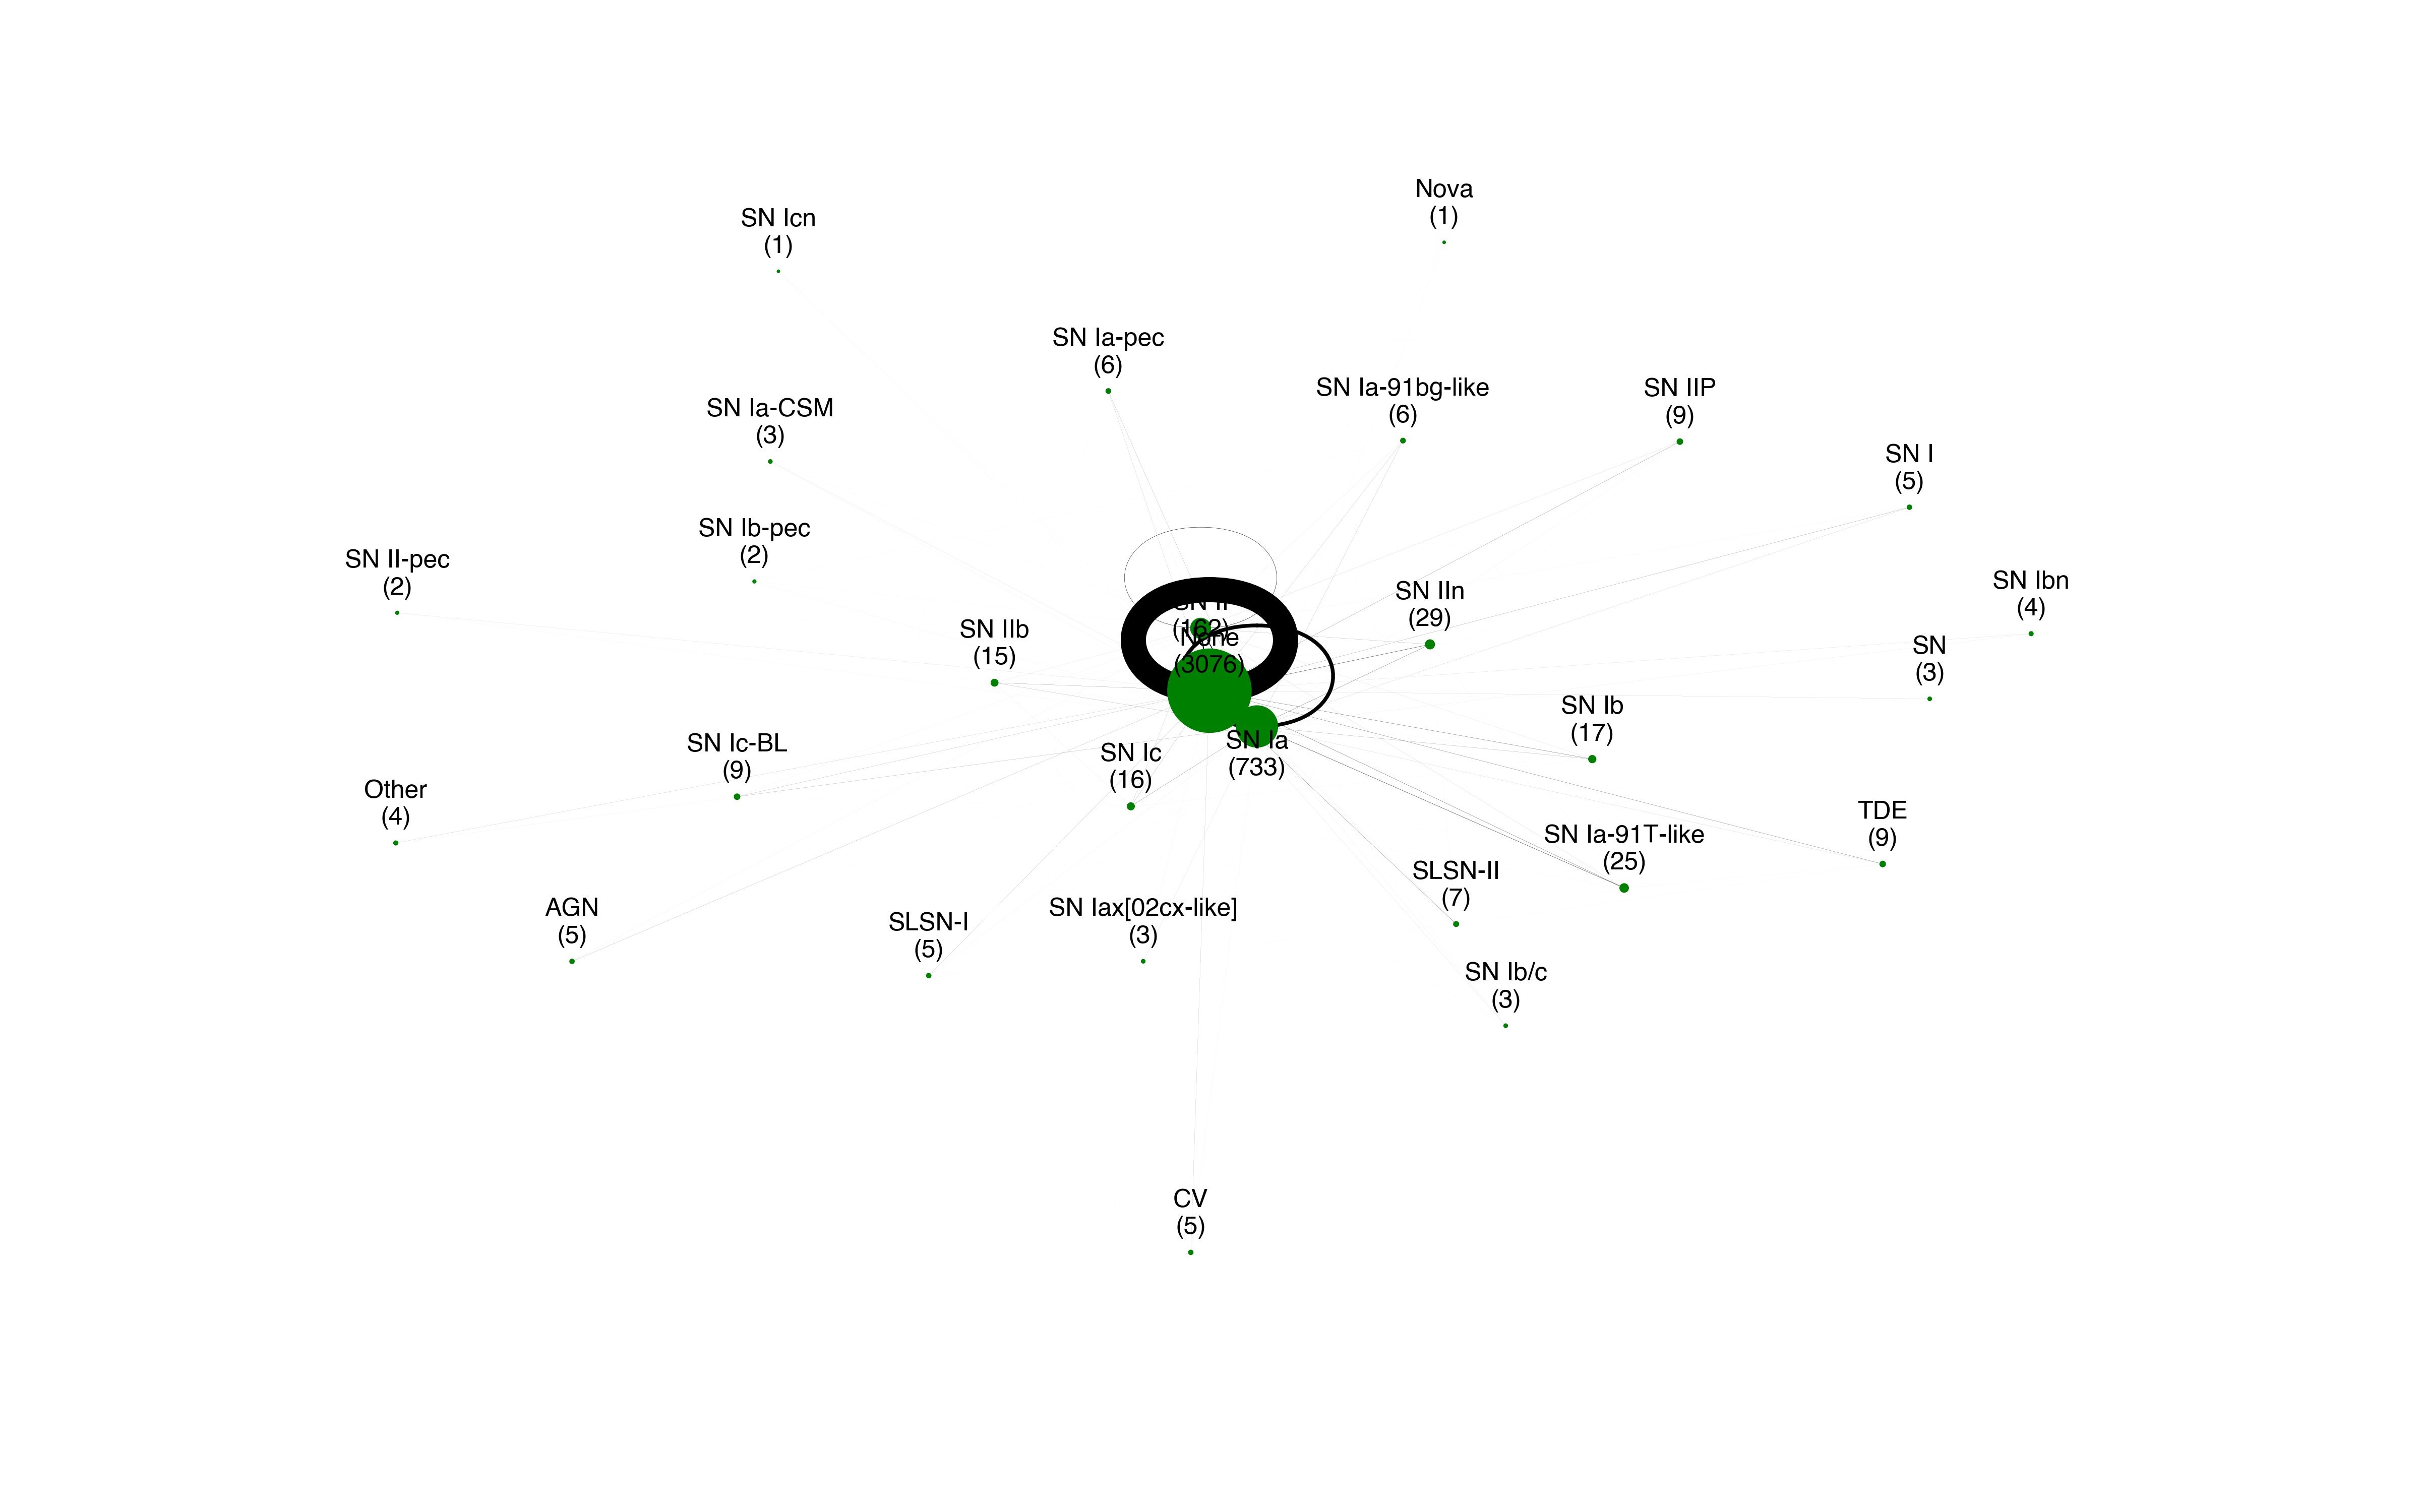 Nova
(1)
SN Icn
(1)
SN Ia-pec
(6)
SN Ia-91bg-like
(6)
SN IIP
(9)
SN Ia-CSM
(3)
SN I
(5)
SN Ib-pec
(2)
SN II-pec
(2)
SN IIn
(29)
SN Ibn
(4)
SN II
(162)
SN IIb
(15)
None
(3076)
SN
(3)
SN Ib
(17)
SN Ia
(733)
SN Ic-BL
(9)
SN Ic
(16)
Other
(4)
TDE
(9)
SN Ia-91T-like
(25)
SLSN-II
(7)
AGN
(5)
SLSN-I
(5)
SN Iax[02cx-like]
(3)
SN Ib/c
(3)
CV
(5)